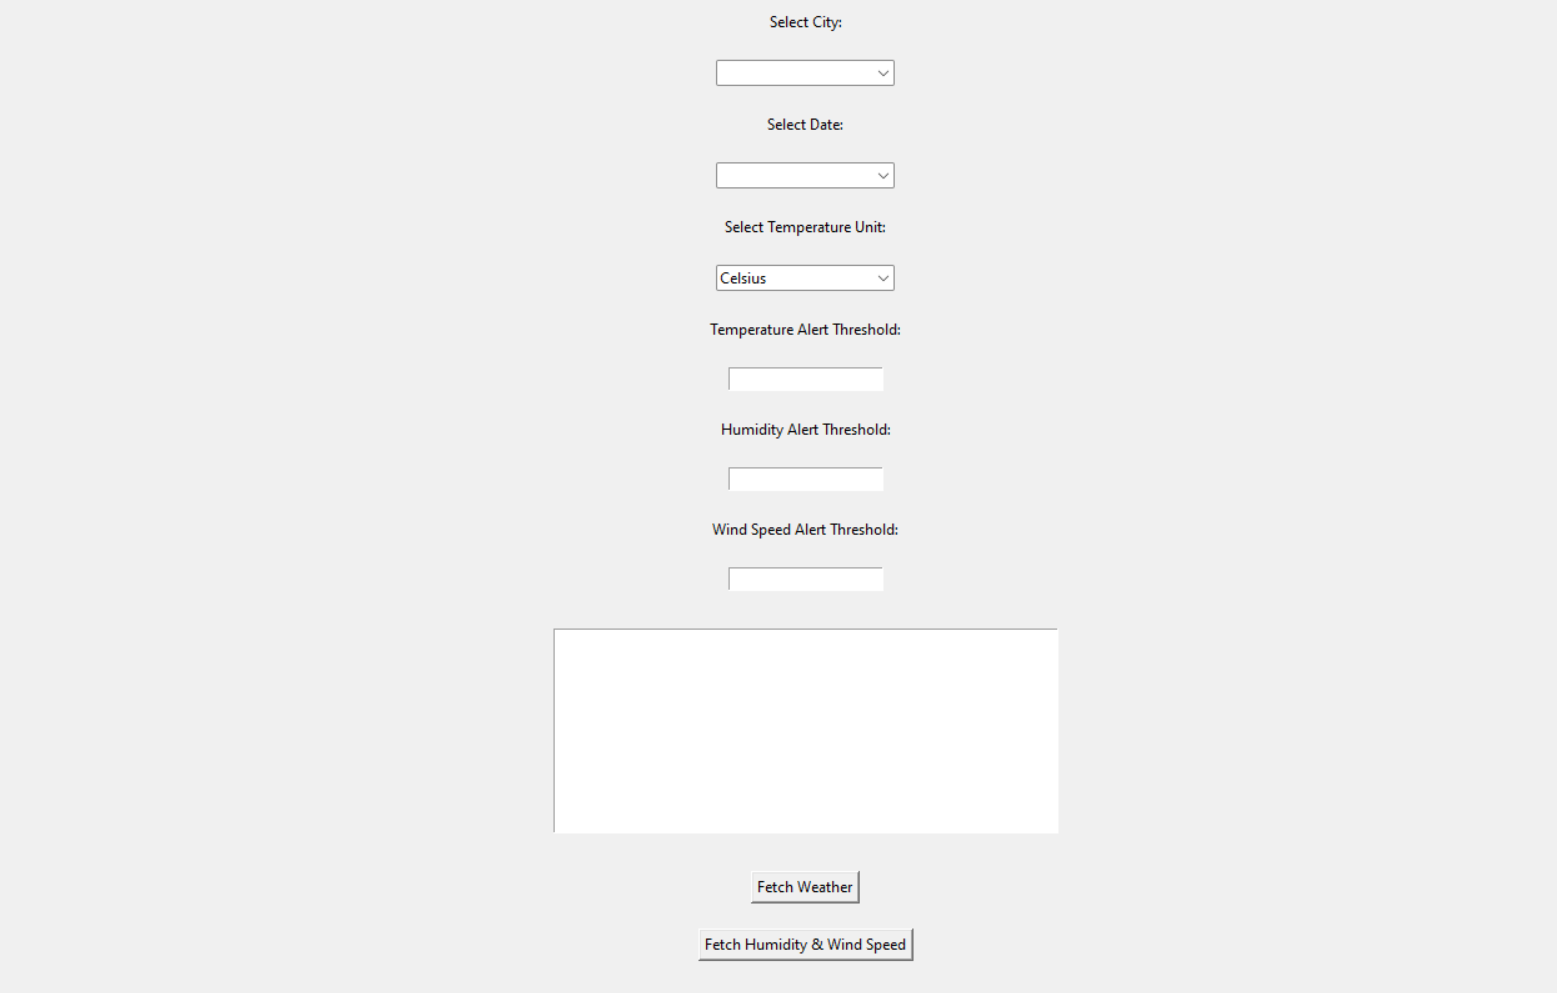 Select City:
Select Date:
Select Temperature Unit:
Celsius
Temperature Alert Threshold:
Humidity Alert Threshold:
Wind Speed Alert Threshold:
Fetch Weather
Fetch Humidity & Wind Speed